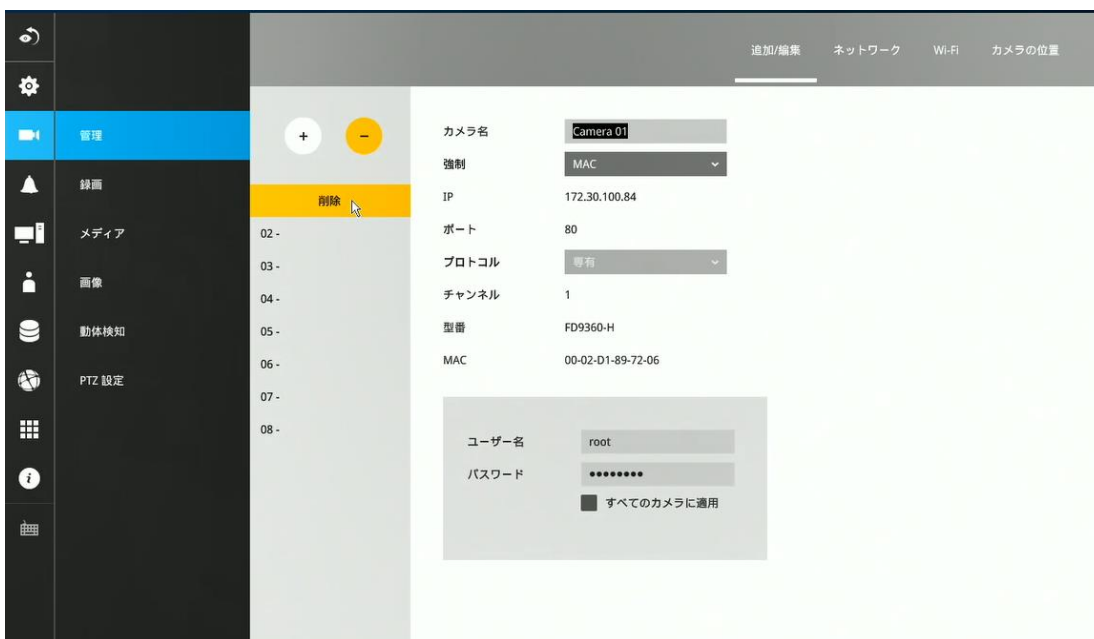 追加/編集 ネットワーク Wi-Fi カメラの位置
管理
録画
メディア
画像
動体検知
PTZ 設定
+ −
削除
02 -
03 -
04 -
05 -
06 -
07 -
08 -
カメラ名 Camera 01
強制 MAC
IP 172.30.100.84
ポート 80
プロトコル 専有
チャンネル 1
型番 FD9360-H
MAC 00-02-D1-89-72-06
ユーザー名 root
パスワード ••••••••
すべてのカメラに適用